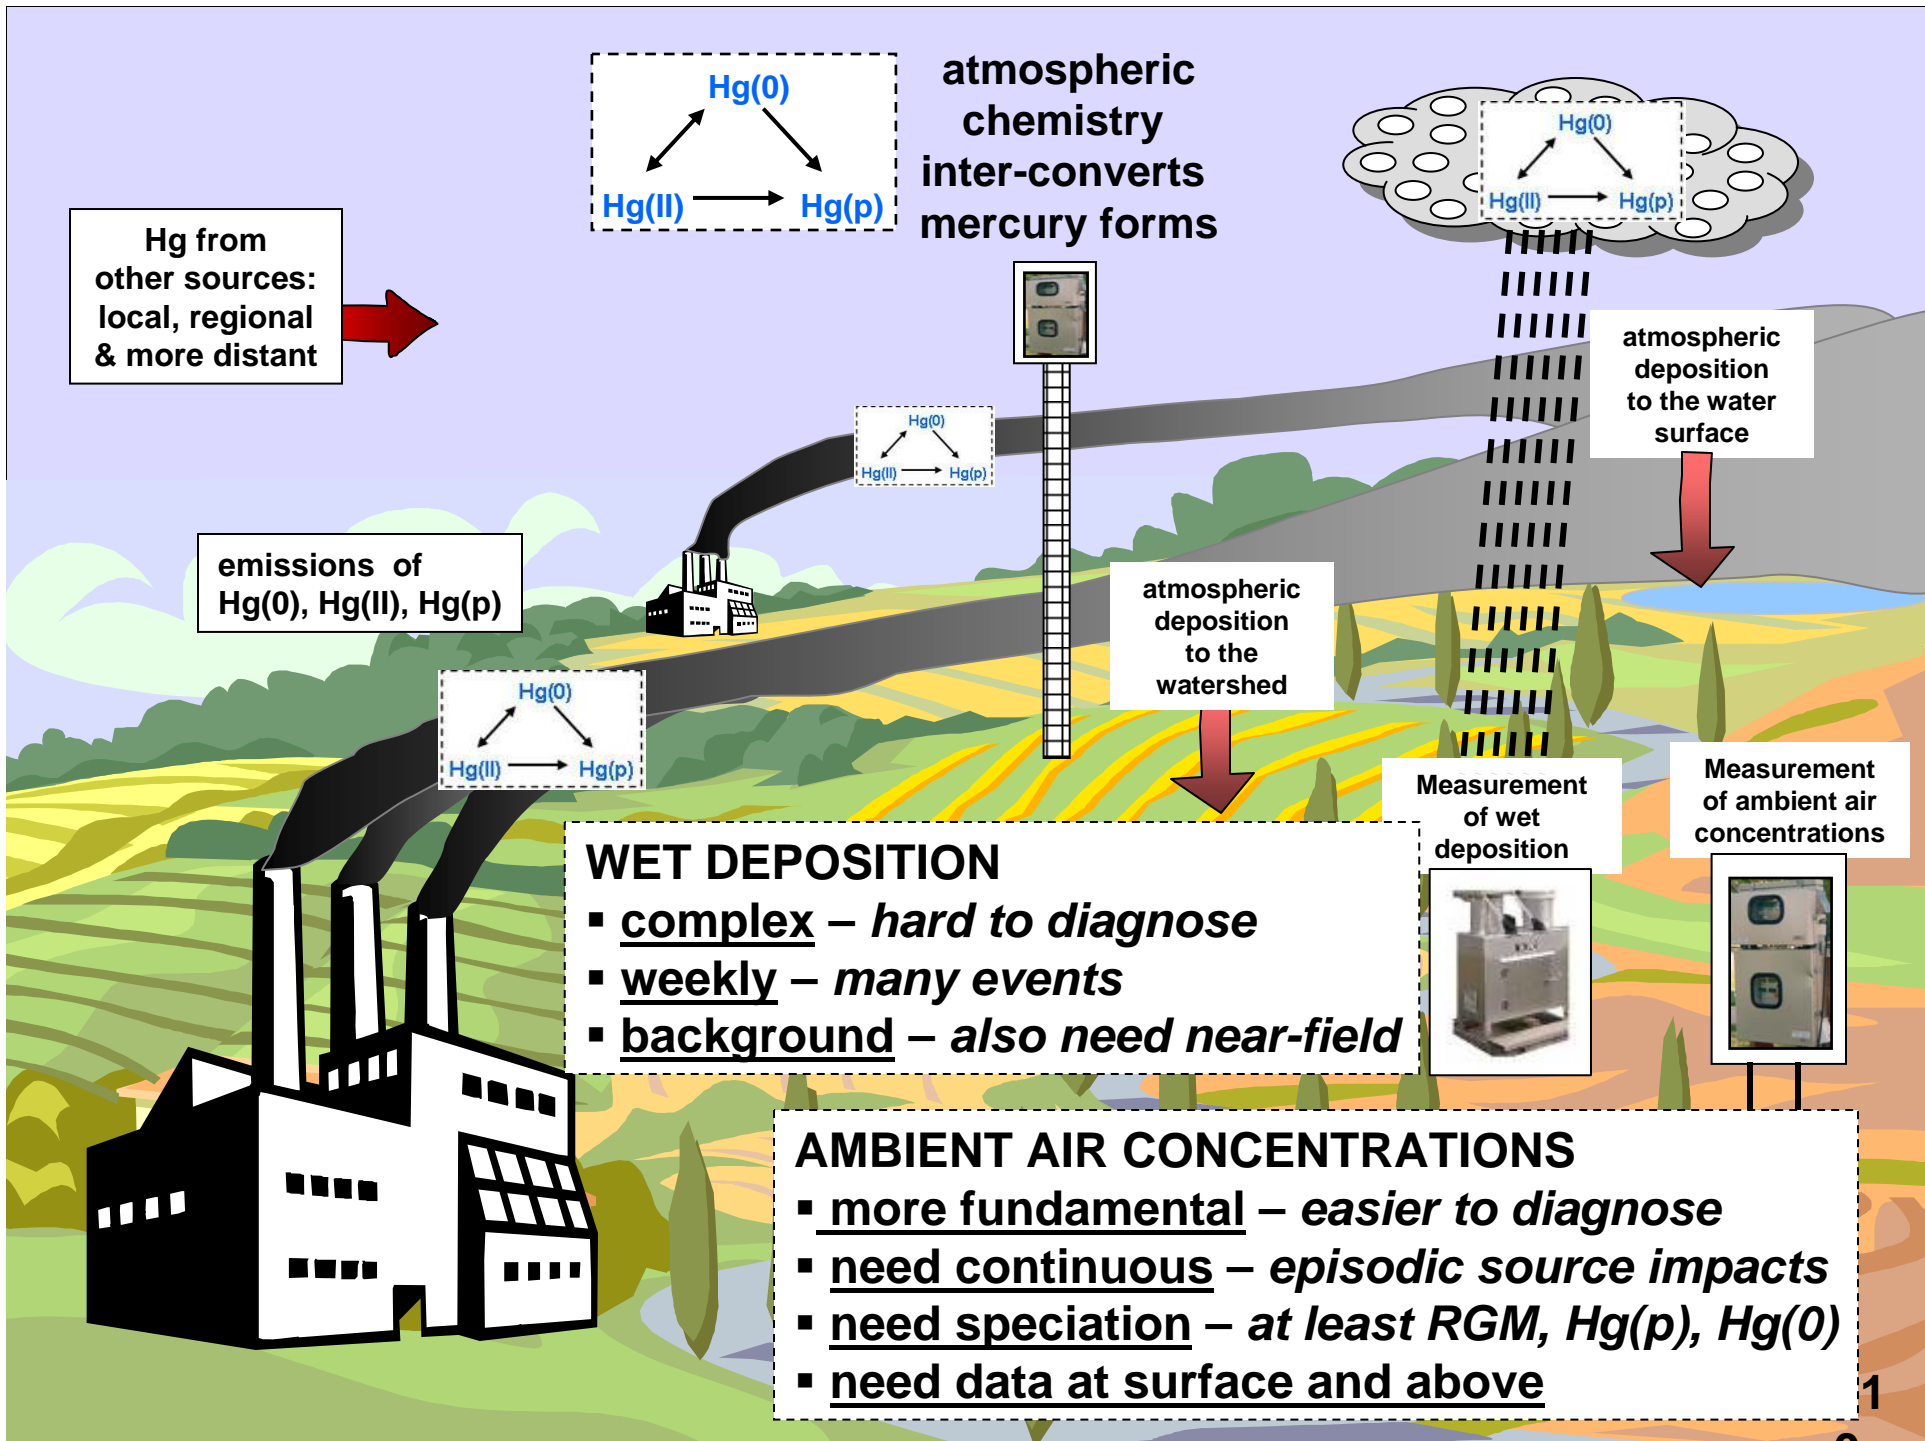 Hg(0)
Hg(II)
Hg(p)
atmospheric
chemistry
inter-converts
mercury forms
Hg(0)
Hg(II)
Hg(p)
Hg from
other sources:
local, regional
& more distant
atmospheric
deposition
to the water
surface
Hg(0)
Hg(II)
Hg(p)
emissions of
Hg(0), Hg(II), Hg(p)
atmospheric
deposition
to the
watershed
Hg(0)
Hg(II)
Hg(p)
Measurement
of wet
deposition
Measurement
of ambient air
concentrations
WET DEPOSITION
▪ complex – hard to diagnose
▪ weekly – many events
▪ background – also need near-field
AMBIENT AIR CONCENTRATIONS
▪ more fundamental – easier to diagnose
▪ need continuous – episodic source impacts
▪ need speciation – at least RGM, Hg(p), Hg(0)
▪ need data at surface and above
1